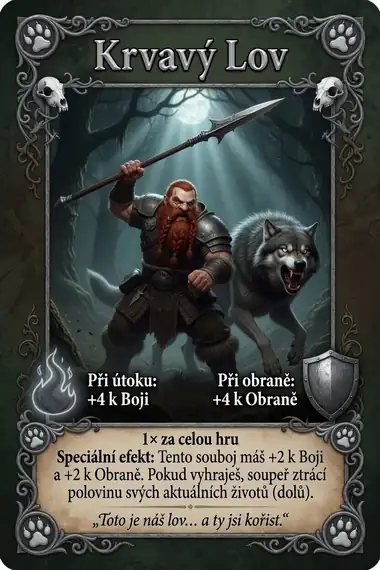 Krvavý Lov
Při útoku:
+4 k Boji
Při obraně:
+4 k Obraně
1× za celou hru
Speciální efekt: Tento souboj máš +2 k Boji
a +2 k Obraně. Pokud vyhraješ, soupeř ztrácí
polovinu svých aktuálních životů (dolů).
„Toto je náš lov... a ty jsi kořist.“